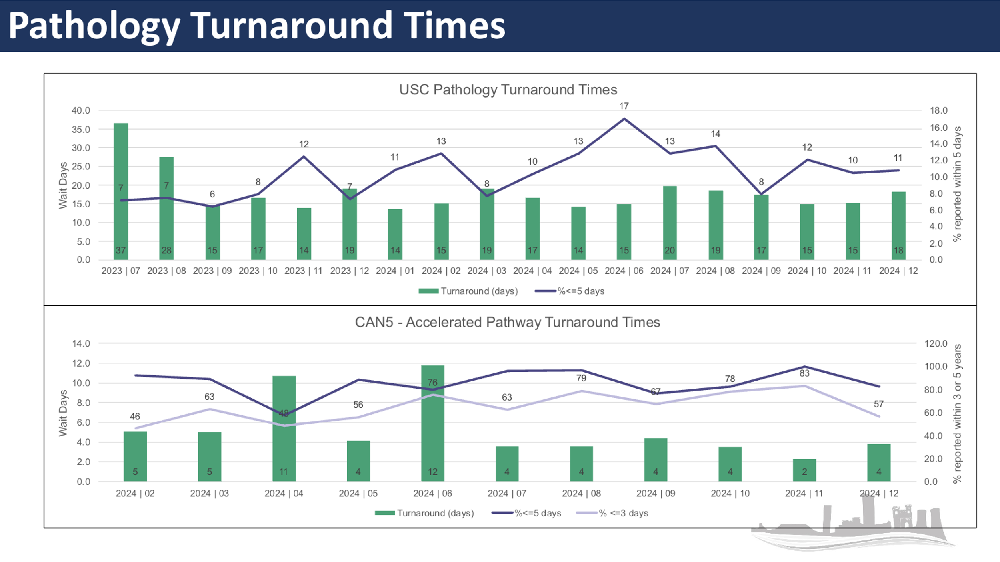 Pathology Turnaround Times
USC Pathology Turnaround Times
40.0
35.0
30.0
25.0
20.0
15.0
10.0
5.0
0.0
Wait Days
18.0
16.0
14.0
12.0
10.0
8.0
6.0
4.0
2.0
0.0
% reported within 5 days
7 7 6 8 12 7 11 13 8 10 13 17 13 14 8 12 10 11
37 28 15 17 14 19 14 15 19 17 14 15 20 19 17 15 15 18
2023 | 07 2023 | 08 2023 | 09 2023 | 10 2023 | 11 2023 | 12 2024 | 01 2024 | 02 2024 | 03 2024 | 04 2024 | 05 2024 | 06 2024 | 07 2024 | 08 2024 | 09 2024 | 10 2024 | 11 2024 | 12
Turnaround (days) %<=5 days
CAN5 - Accelerated Pathway Turnaround Times
14.0
12.0
10.0
8.0
6.0
4.0
2.0
0.0
Wait Days
120.0
100.0
80.0
60.0
40.0
20.0
0.0
% reported within 3 or 5 years
46 63 48 56 76 63 79 67 78 83 57
5 5 11 4 12 4 4 4 4 2 4
2024 | 02 2024 | 03 2024 | 04 2024 | 05 2024 | 06 2024 | 07 2024 | 08 2024 | 09 2024 | 10 2024 | 11 2024 | 12
Turnaround (days) %<=5 days % <=3 days